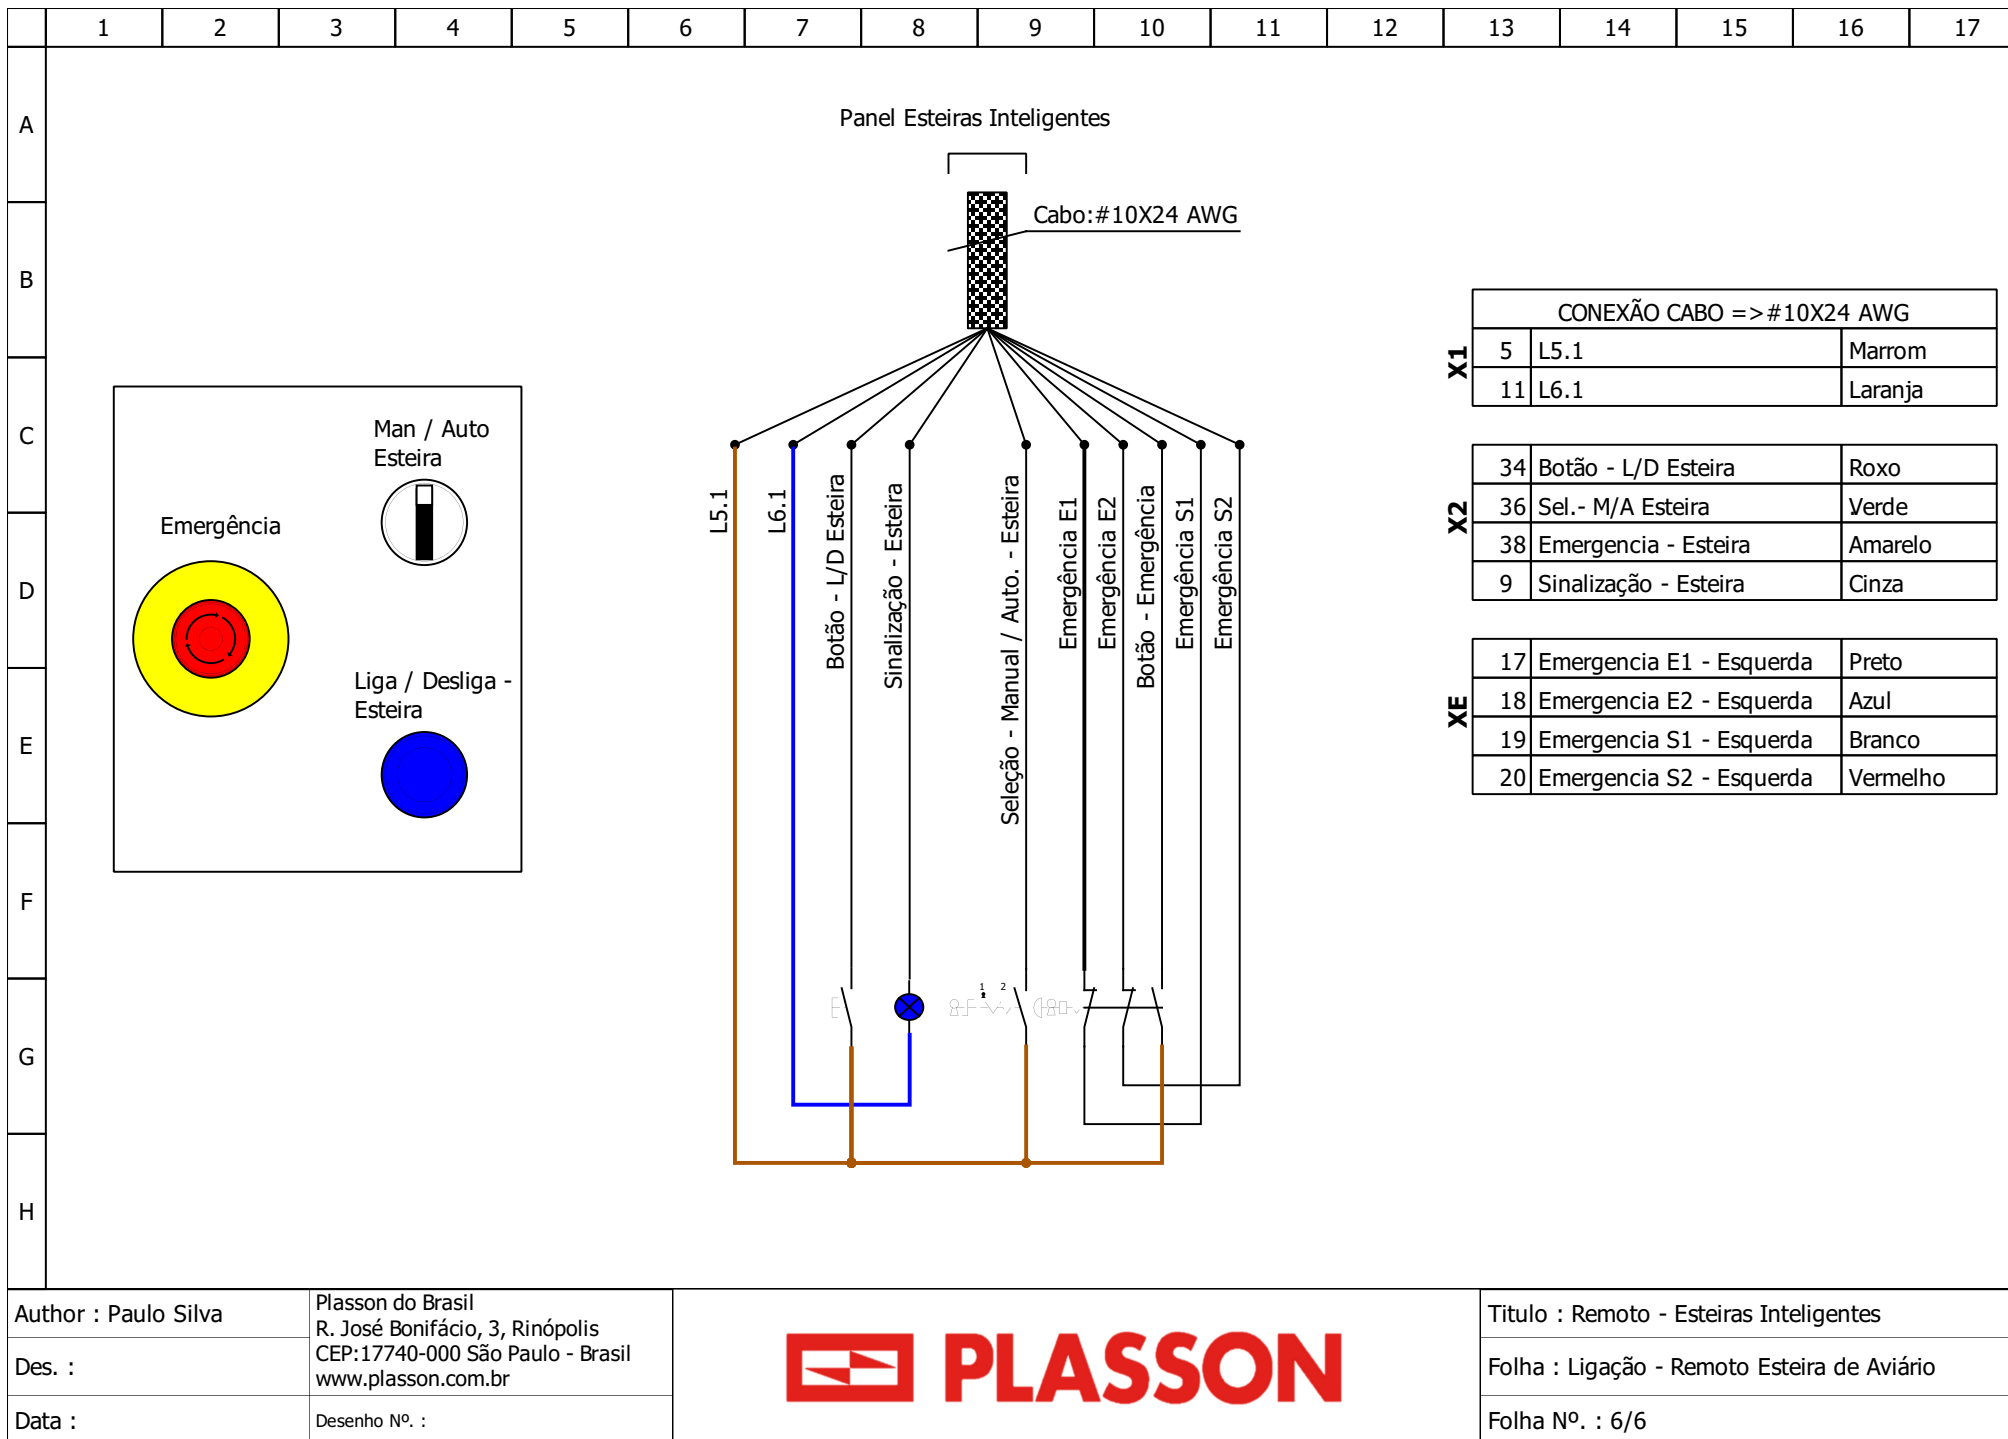 1 2 3 4 5 6 7 8 9 10 11 12 13 14 15 16 17
A
B
C
D
E
F
G
H
Panel Esteiras Inteligentes
Cabo:#10X24 AWG
Man / Auto
Esteira
Emergência
Liga / Desliga -
Esteira
L5.1
L6.1
Botão - L/D Esteira
Sinalização - Esteira
Seleção - Manual / Auto. - Esteira
Emergência E1
Emergência E2
Botão - Emergência
Emergência S1
Emergência S2
1 2
CONEXÃO CABO =>#10X24 AWG
X1
5 L5.1 Marrom
11 L6.1 Laranja
X2
34 Botão - L/D Esteira Roxo
36 Sel.- M/A Esteira Verde
38 Emergencia - Esteira Amarelo
9 Sinalização - Esteira Cinza
XE
17 Emergencia E1 - Esquerda Preto
18 Emergencia E2 - Esquerda Azul
19 Emergencia S1 - Esquerda Branco
20 Emergencia S2 - Esquerda Vermelho
Author : Paulo Silva
Des. :
Data :
Plasson do Brasil
R. José Bonifácio, 3, Rinópolis
CEP:17740-000 São Paulo - Brasil
www.plasson.com.br
Desenho Nº. :
PLASSON
Titulo : Remoto - Esteiras Inteligentes
Folha : Ligação - Remoto Esteira de Aviário
Folha Nº. : 6/6